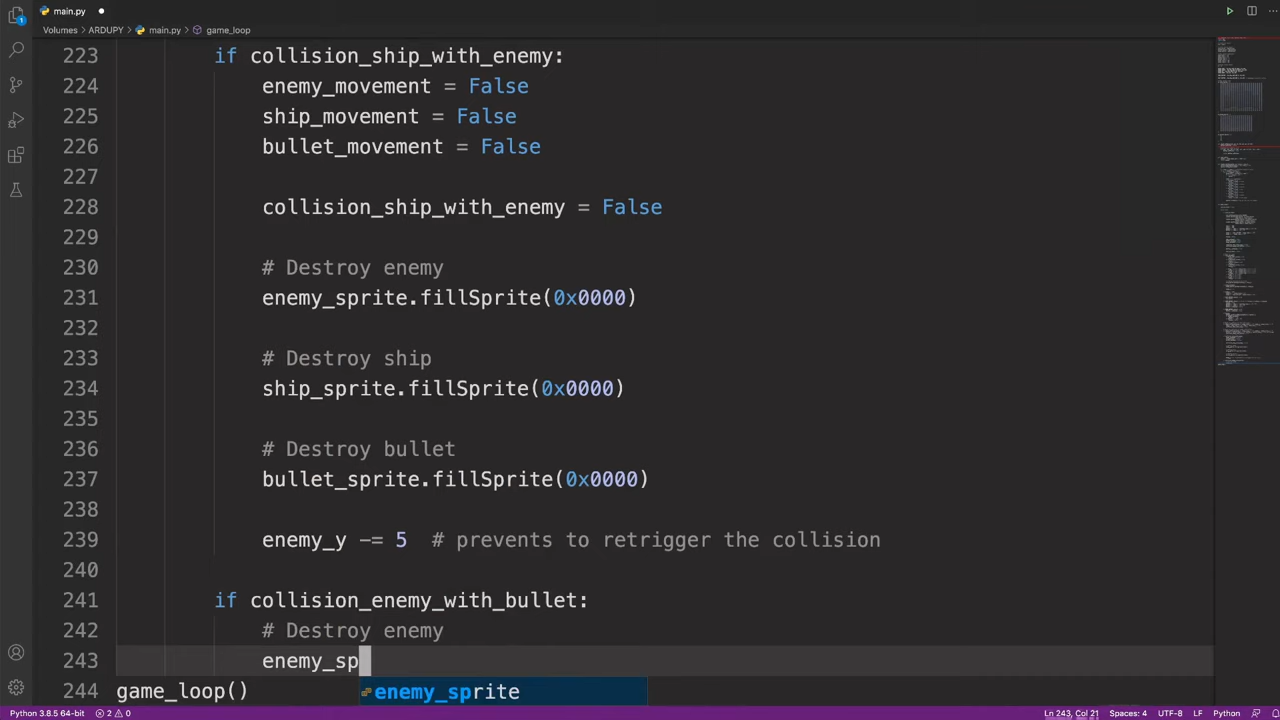 main.py
1
Volumes > ARDUPY > main.py > game_loop
223 if collision_ship_with_enemy:
224 enemy_movement = False
225 ship_movement = False
226 bullet_movement = False
227
228 collision_ship_with_enemy = False
229
230 # Destroy enemy
231 enemy_sprite.fillSprite(0x0000)
232
233 # Destroy ship
234 ship_sprite.fillSprite(0x0000)
235
236 # Destroy bullet
237 bullet_sprite.fillSprite(0x0000)
238
239 enemy_y -= 5 # prevents to retrigger the collision
240
241 if collision_enemy_with_bullet:
242 # Destroy enemy
243 enemy_sp
244 game_loop() enemy_sprite
Python 3.8.5 64-bit 2 0 Ln 243, Col 21 Spaces: 4 UTF-8 LF Python